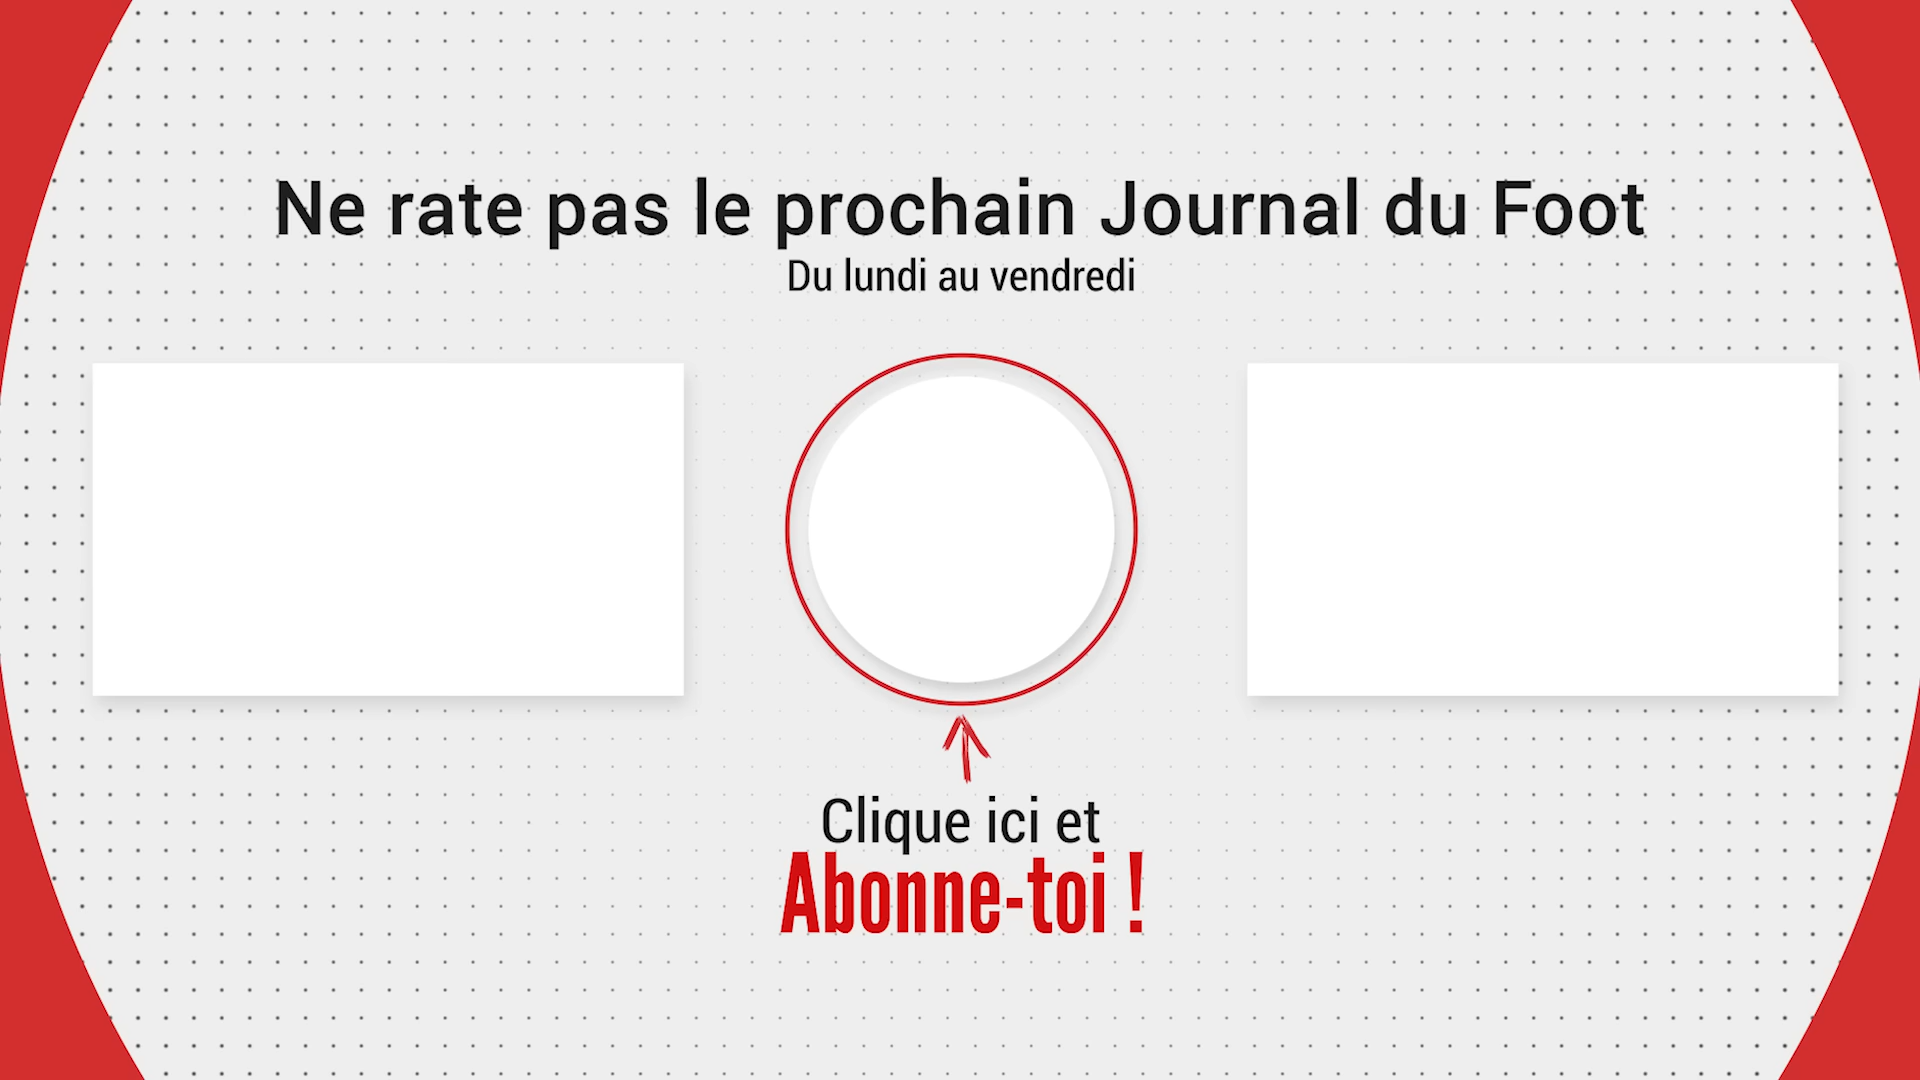 Ne rate pas le prochain Journal du Foot
Du lundi au vendredi
Clique ici et
Abonne-toi !